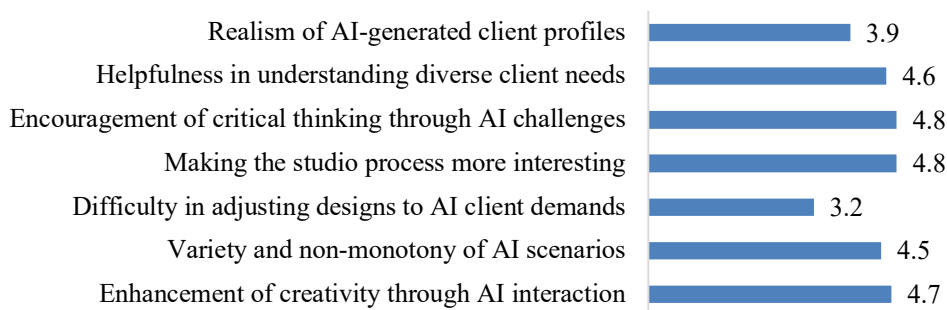 Realism of AI-generated client profiles 3.9
Helpfulness in understanding diverse client needs 4.6
Encouragement of critical thinking through AI challenges 4.8
Making the studio process more interesting 4.8
Difficulty in adjusting designs to AI client demands 3.2
Variety and non-monotony of AI scenarios 4.5
Enhancement of creativity through AI interaction 4.7